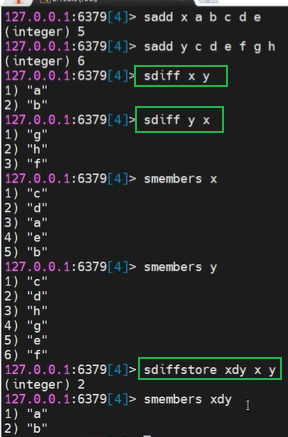 127.0.0.1:6379[4]> sadd x a b c d e
(integer) 5
127.0.0.1:6379[4]> sadd y c d e f g h
(integer) 6
127.0.0.1:6379[4]> sdiff x y
1) "a"
2) "b"
127.0.0.1:6379[4]> sdiff y x
1) "g"
2) "h"
3) "f"
127.0.0.1:6379[4]> smembers x
1) "c"
2) "d"
3) "a"
4) "e"
5) "b"
127.0.0.1:6379[4]> smembers y
1) "c"
2) "d"
3) "h"
4) "g"
5) "e"
6) "f"
127.0.0.1:6379[4]> sdiffstore xdy x y
(integer) 2
127.0.0.1:6379[4]> smembers xdy
1) "a"
2) "b"